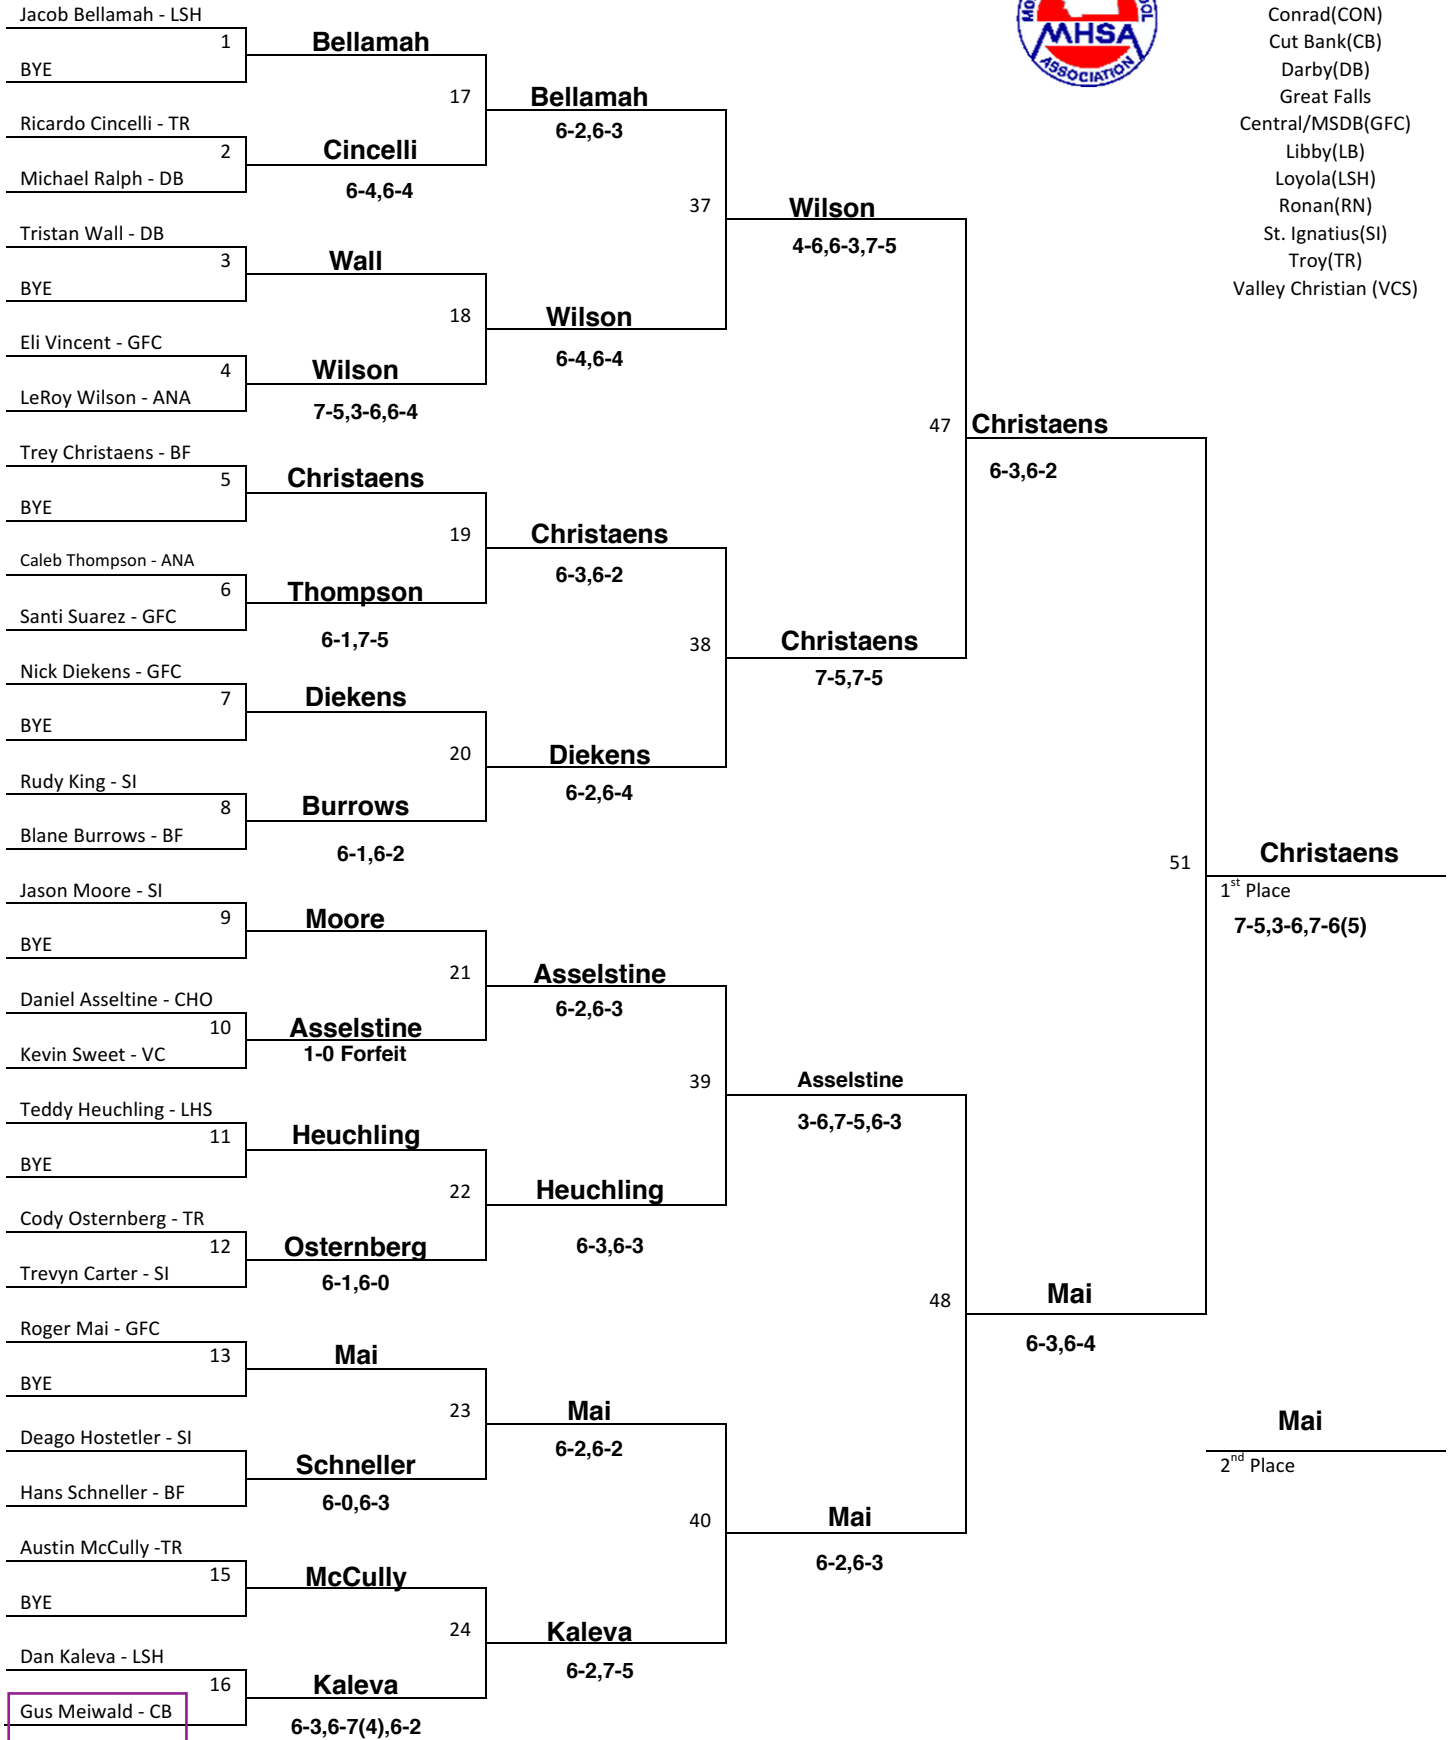 Jacob Bellamah - LSH
1
BYE
Bellamah
17
Ricardo Cincelli - TR
2
Michael Ralph - DB
Cincelli
6-4,6-4
Bellamah
6-2,6-3
37
Tristan Wall - DB
3
BYE
Wall
18
Eli Vincent - GFC
4
LeRoy Wilson - ANA
Wilson
7-5,3-6,6-4
Wilson
6-4,6-4
Wilson
4-6,6-3,7-5
47
Trey Christaens - BF
5
BYE
Christaens
19
Caleb Thompson - ANA
6
Santi Suarez - GFC
Thompson
6-1,7-5
Christaens
6-3,6-2
38
Nick Diekens - GFC
7
BYE
Diekens
20
Rudy King - SI
8
Blane Burrows - BF
Burrows
6-1,6-2
Diekens
6-2,6-4
Christaens
7-5,7-5
Christaens
6-3,6-2
51
Jason Moore - SI
9
BYE
Moore
21
Daniel Asseltine - CHO
10
Kevin Sweet - VC
Asselstine
1-0 Forfeit
Asselstine
6-2,6-3
39
Teddy Heuchling - LHS
11
BYE
Heuchling
22
Cody Osternberg - TR
12
Trevyn Carter - SI
Osternberg
6-1,6-0
Heuchling
6-3,6-3
Asselstine
3-6,7-5,6-3
48
Roger Mai - GFC
13
BYE
Mai
23
Deago Hostetler - SI
Hans Schneller - BF
Schneller
6-0,6-3
Mai
6-2,6-2
40
Austin McCully -TR
15
BYE
McCully
24
Dan Kaleva - LSH
16
Gus Meiwald - CB
Kaleva
6-3,6-7(4),6-2
Kaleva
6-2,7-5
Mai
6-2,6-3
Mai
6-3,6-4
Christaens
1st Place
7-5,3-6,7-6(5)
Mai
2nd Place
MHSA
ASSOCIATION
Conrad(CON)
Cut Bank(CB)
Darby(DB)
Great Falls
Central/MSDB(GFC)
Libby(LB)
Loyola(LSH)
Ronan(RN)
St. Ignatius(SI)
Troy(TR)
Valley Christian (VCS)